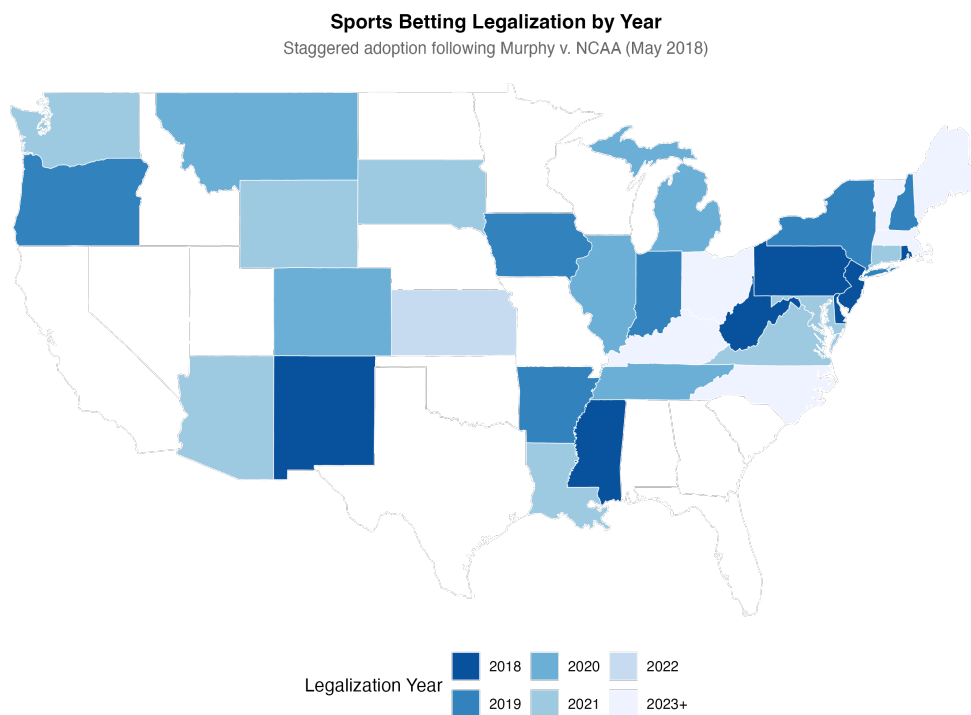 Sports Betting Legalization by Year
Staggered adoption following Murphy v. NCAA (May 2018)
Legalization Year
2018 2020 2022
2019 2021 2023+